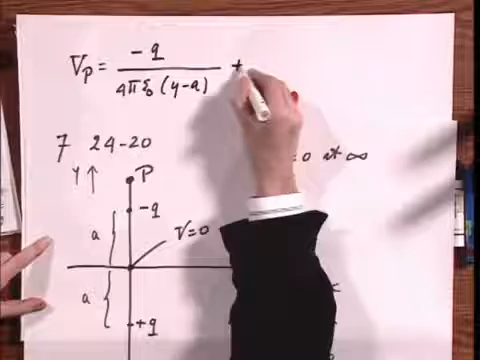 Vp = -q / 4πε₀(y-a) +
7 24-20
y ↑ P
-q
=0 at ∞
a V=0
a
+q